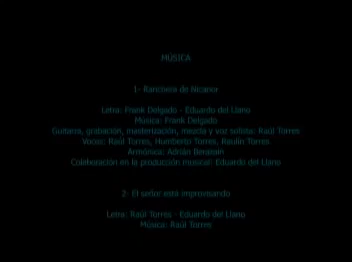 MÚSICA
1- Ranchera de Nicanor
Letra: Frank Delgado - Eduardo del Llano
Música: Frank Delgado
Guitarra, grabación, masterización, mezcla y voz solista: Raúl Torres
Voces: Raúl Torres, Humberto Torres, Raulín Torres
Armónica: Adrián Berazaín
Colaboración en la producción musical: Eduardo del Llano
2- El señor está improvisando
Letra: Raúl Torres - Eduardo del Llano
Música: Raúl Torres